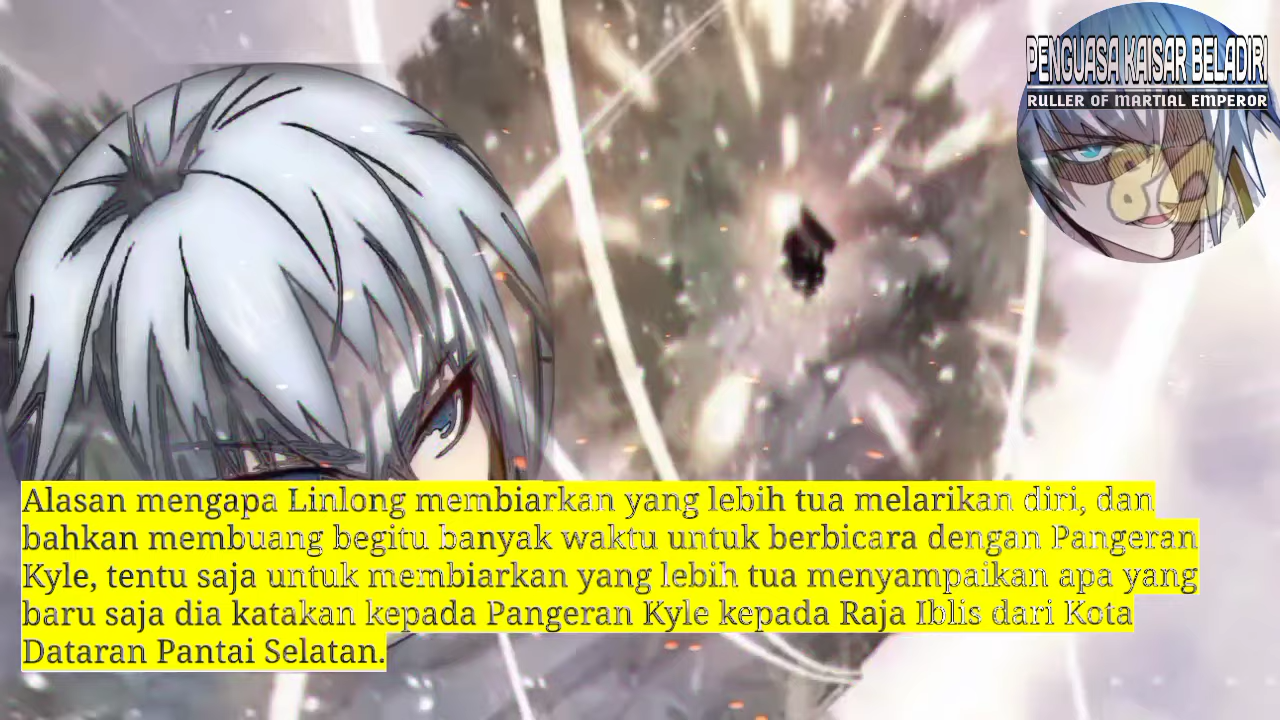 PENGUASA KAISAR BELADIRI
RULLER OF MARTIAL EMPEROR
Alasan mengapa Linlong membiarkan yang lebih tua melarikan diri, dan
bahkan membuang begitu banyak waktu untuk berbicara dengan Pangeran
Kyle, tentu saja untuk membiarkan yang lebih tua menyampaikan apa yang
baru saja dia katakan kepada Pangeran Kyle kepada Raja Iblis dari Kota
Dataran Pantai Selatan.